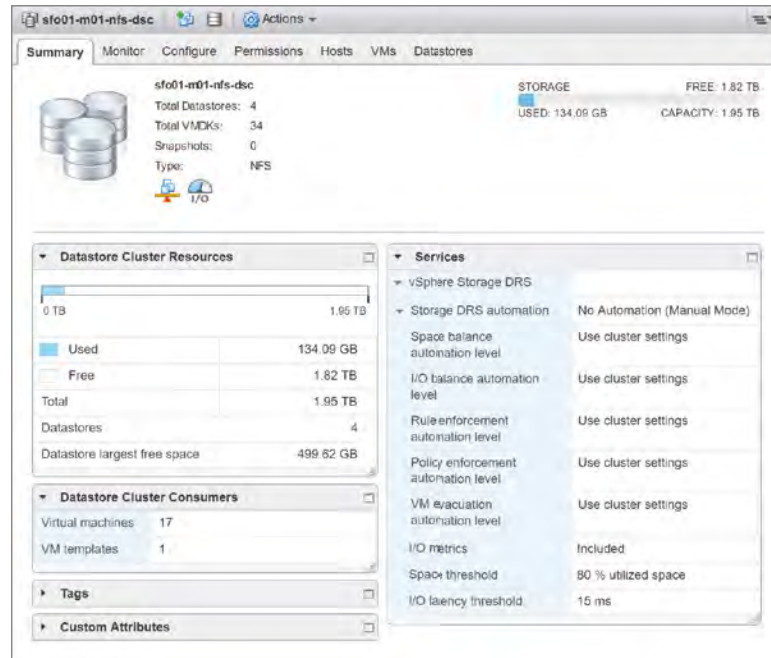 sfo01-m01-nfs-dsc
Actions
Summary Monitor Configure Permissions Hosts VMs Datastores
sfo01-m01-nfs-dsc
Total Datastores: 4
Total VMDKs: 34
Snapshots: 0
Type: NFS
I/O
STORAGE FREE: 1.82 TB
USED: 134.09 GB CAPACITY: 1.95 TB
Datastore Cluster Resources
0 TB 1.95 TB
Used 134.09 GB
Free 1.82 TB
Total 1.95 TB
Datastores 4
Datastore largest free space 499.62 GB
Datastore Cluster Consumers
Virtual machines 17
VM templates 1
Tags
Custom Attributes
Services
vSphere Storage DRS
Storage DRS automation No Automation (Manual Mode)
Space balance Use cluster settings
automation level
I/O balance automation Use cluster settings
level
Rule enforcement Use cluster settings
automation level
Policy enforcement Use cluster settings
automation level
VM evacuation Use cluster settings
automation level
I/O metrics Included
Space threshold 80 % utilized space
I/O latency threshold 15 ms